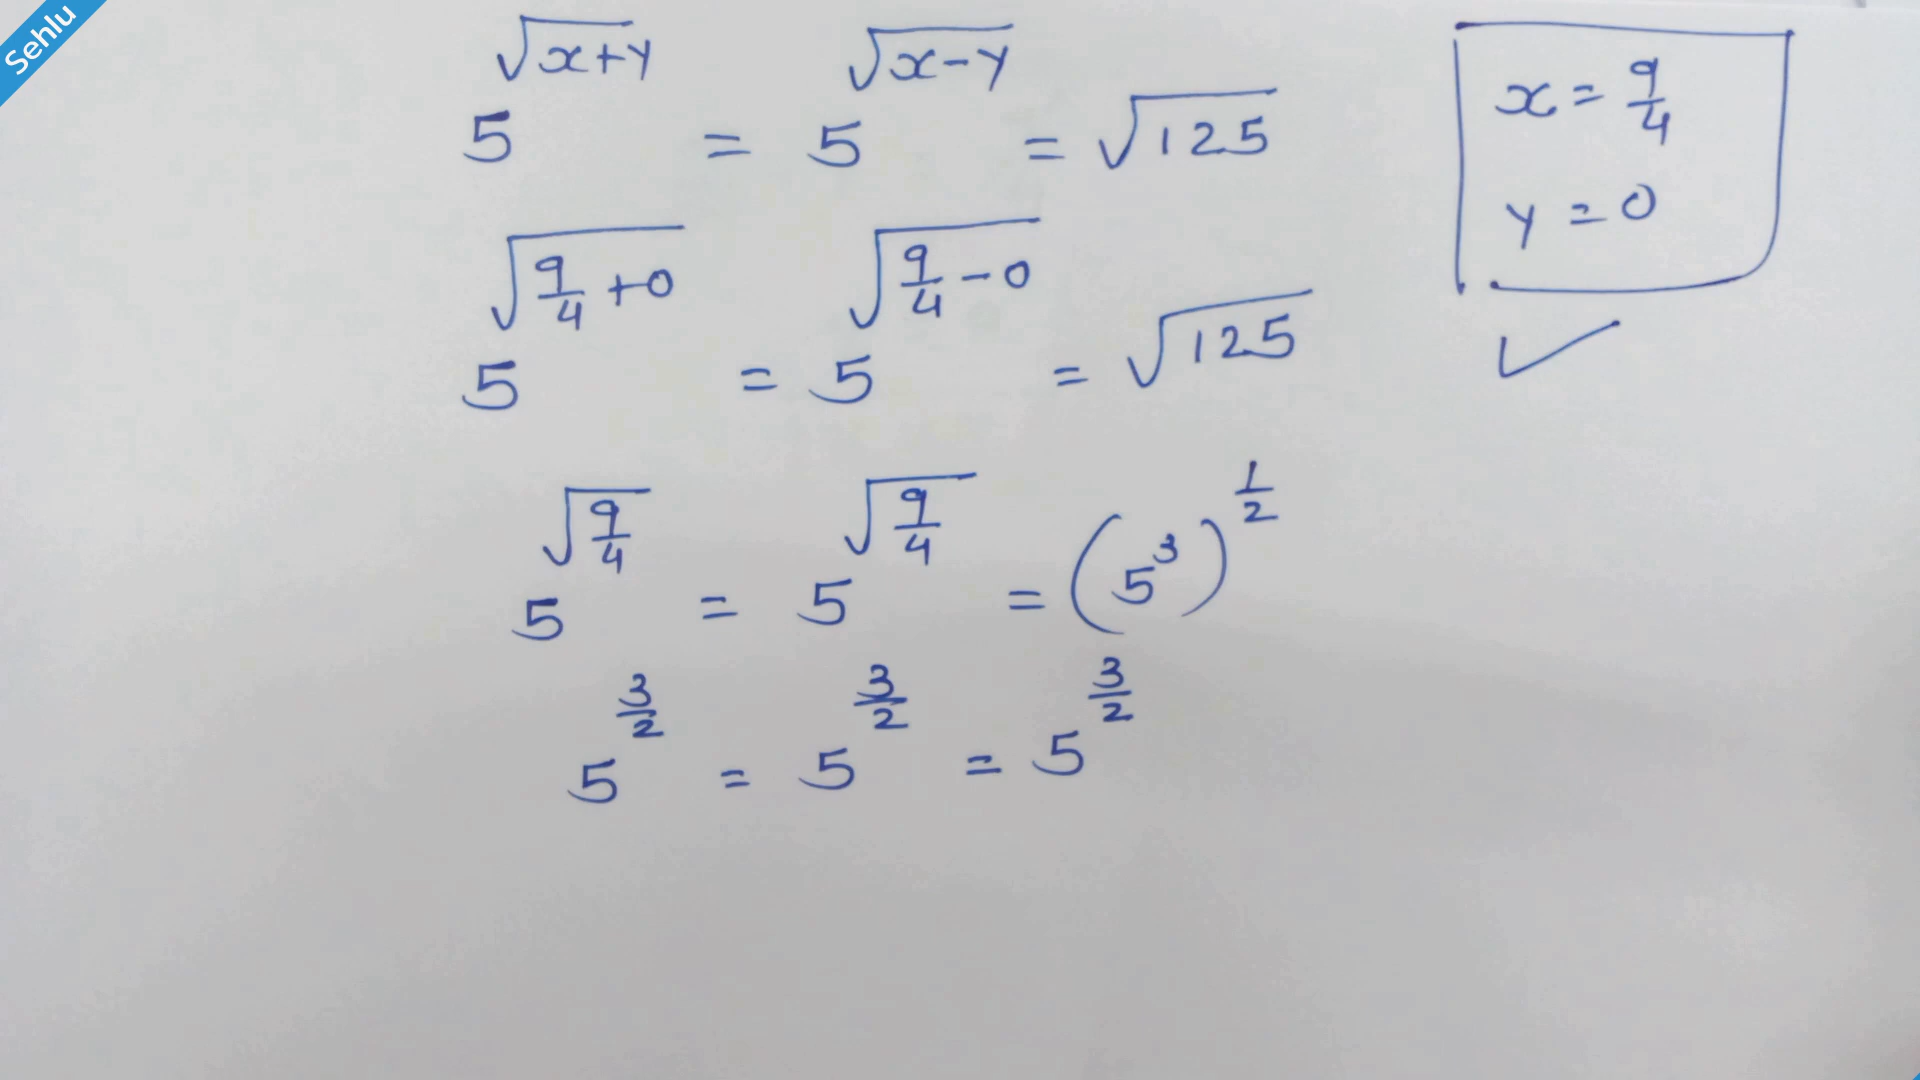 Sehlu
5^√(x+y) = 5^√(x-y) = √125
x = 9/4
y = 0
5^√(9/4 + 0) = 5^√(9/4 - 0) = √125
✓
5^√(9/4) = 5^√(9/4) = (5^3)^(1/2)
5^(3/2) = 5^(3/2) = 5^(3/2)